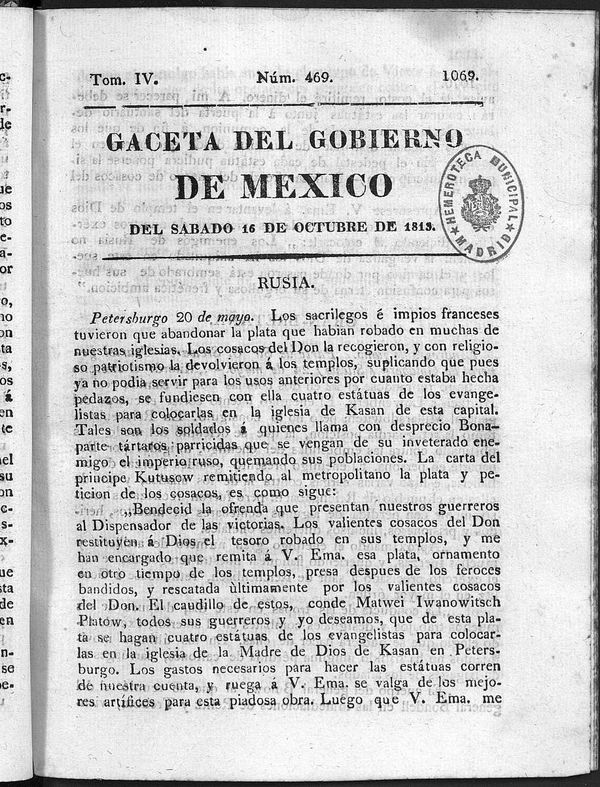 Tom. IV. Núm. 469. 1069.
GACETA DEL GOBIERNO
DE MEXICO
DEL SÁBADO 16 DE OCTUBRE DE 1813.
HEMEROTECA MUNICIPAL
MADRID
RUSIA.
Petersburgo 20 de mayo. Los sacrilegos é impios franceses
tuvieron que abandonar la plata que habian robado en muchas de
nuestras iglesias. Los cosacos del Don la recogieron, y con religio-
so patriotismo la devolvieron á los templos, suplicando que pues
ya no podia servir para los usos anteriores por cuanto estaba hecha
pedazos, se fundiesen con ella cuatro estátuas de los evange-
listas para colocarlas en la iglesia de Kasan de esta capital.
Tales son los soldados á quienes llama con desprecio Bona-
parte tártaros parricidas que se vengan de su inveterado ene-
migo el imperio ruso, quemando sus poblaciones. La carta del
principe Kutusow remitiendo al metropolitano la plata y pe-
ticion de los cosacos, es como sigue:
„Bendecid la ofrenda que presentan nuestros guerreros
al Dispensador de las victorias. Los valientes cosacos del Don
restituyen á Dios el tesoro robado en sus templos, y me
han encargado que remita á V. Ema. esa plata, ornamento
en otro tiempo de los templos, presa despues de los feroces
bandidos, y rescatada ùltimamente por los valientes cosacos
del Don. El caudillo de estos, conde Matwei Iwanowitsch
Platow, todos sus guerreros y yo deseamos, que de esta pla-
ta se hagan cuatro estátuas de los evangelistas para colocar-
las en la iglesia de la Madre de Dios de Kasan en Peters-
burgo. Los gastos necesarios para hacer las estátuas corren
de nuestra cuenta, y ruega á V. Ema. se valga de los mejo-
res artífices para esta piadosa obra. Luego que V. Ema. me